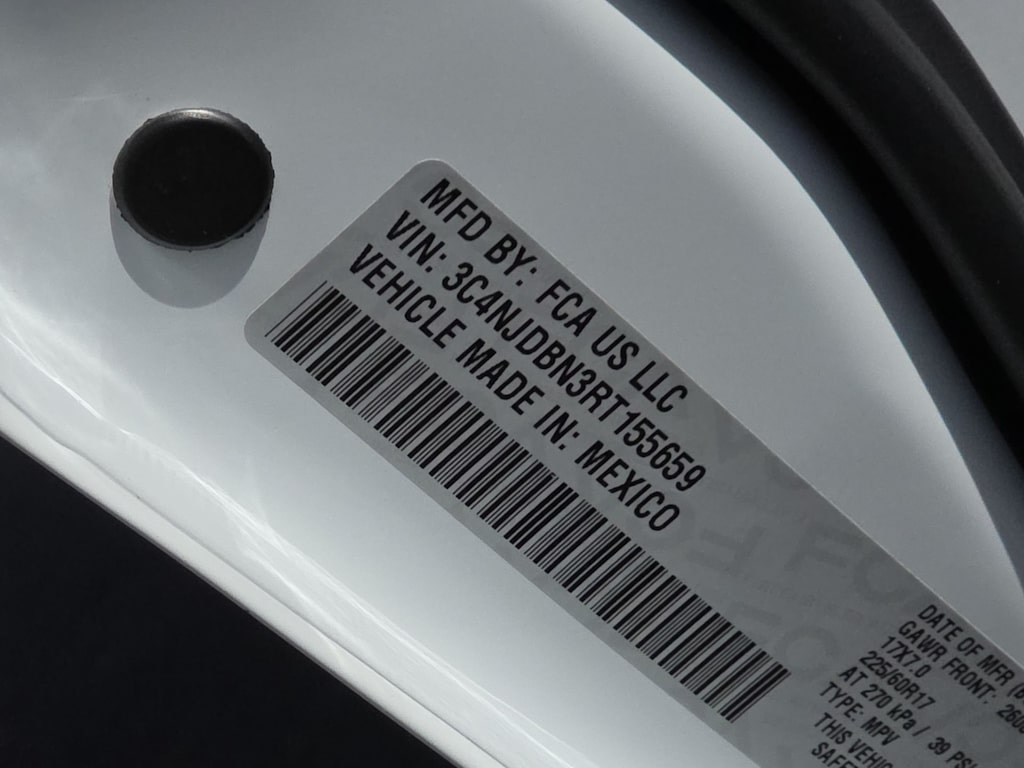 MFD BY: FCA US LLC
VIN: 3C4NJDBN3RT155659
VEHICLE MADE IN: MEXICO
DATE OF MFR
GAWR FRONT:
17X7.0
225/60R17
AT 270 kPa / 39 PSI
TYPE: MPV
THIS